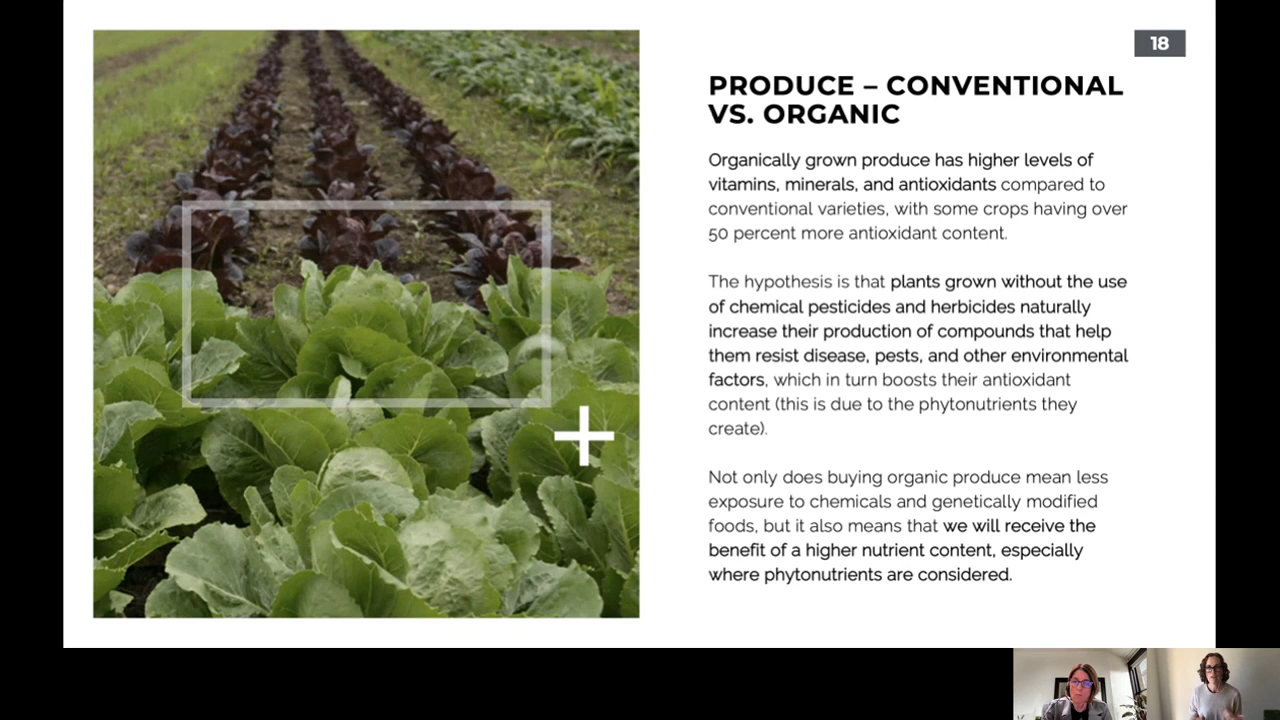 18
PRODUCE – CONVENTIONAL
VS. ORGANIC
Organically grown produce has higher levels of
vitamins, minerals, and antioxidants compared to
conventional varieties, with some crops having over
50 percent more antioxidant content.
The hypothesis is that plants grown without the use
of chemical pesticides and herbicides naturally
increase their production of compounds that help
them resist disease, pests, and other environmental
factors, which in turn boosts their antioxidant
content (this is due to the phytonutrients they
create).
Not only does buying organic produce mean less
exposure to chemicals and genetically modified
foods, but it also means that we will receive the
benefit of a higher nutrient content, especially
where phytonutrients are considered.